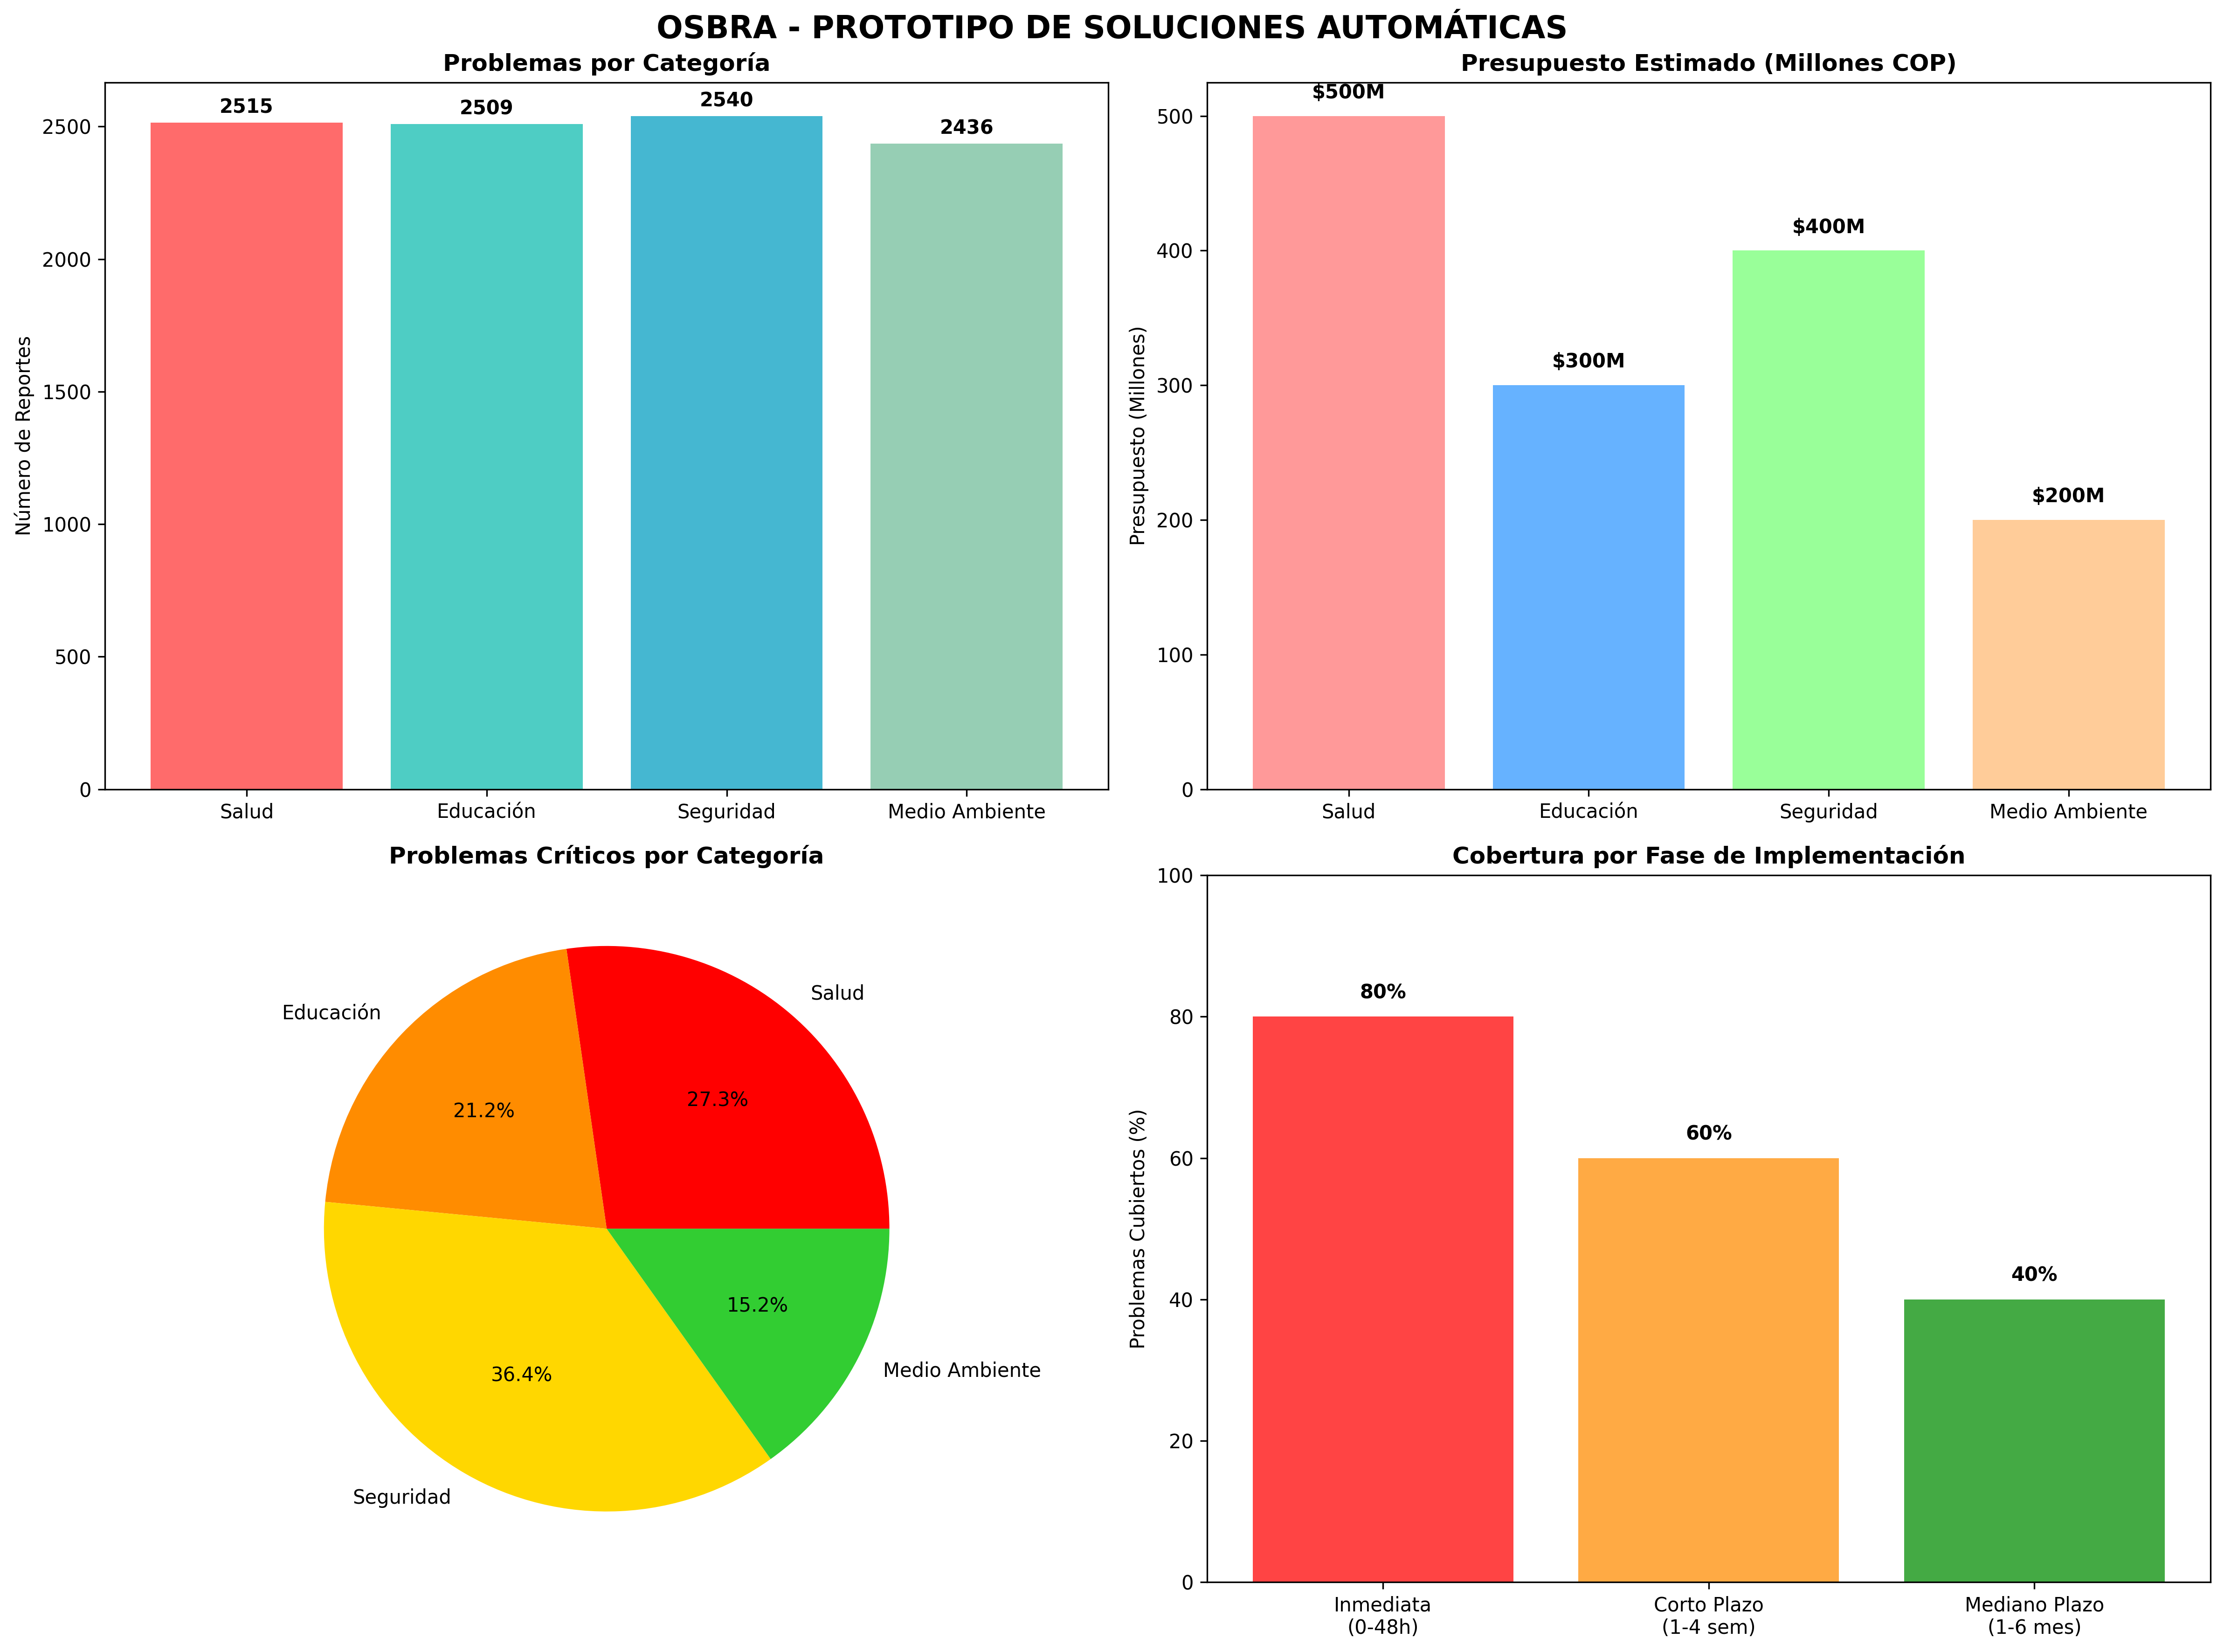 OSBRA - PROTOTIPO DE SOLUCIONES AUTOMÁTICAS
Problemas por Categoría
Número de Reportes
2500
2000
1500
1000
500
0
2515
2509
2540
2436
Salud
Educación
Seguridad
Medio Ambiente
Presupuesto Estimado (Millones COP)
Presupuesto (Millones)
500
400
300
200
100
0
$500M
$300M
$400M
$200M
Salud
Educación
Seguridad
Medio Ambiente
Problemas Críticos por Categoría
Salud
27.3%
Educación
21.2%
Seguridad
36.4%
Medio Ambiente
15.2%
Cobertura por Fase de Implementación
Problemas Cubiertos (%)
100
80
60
40
20
0
80%
60%
40%
Inmediata
(0-48h)
Corto Plazo
(1-4 sem)
Mediano Plazo
(1-6 mes)